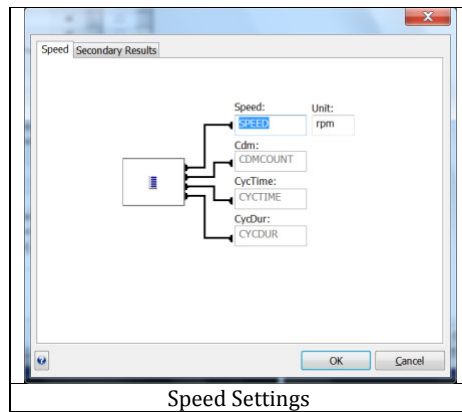 Speed Secondary Results
Speed: Unit:
SPEED rpm
Cdm:
CDMCOUNT
CycTime:
CYCTIME
CycDur:
CYCDUR
OK Cancel
Speed Settings